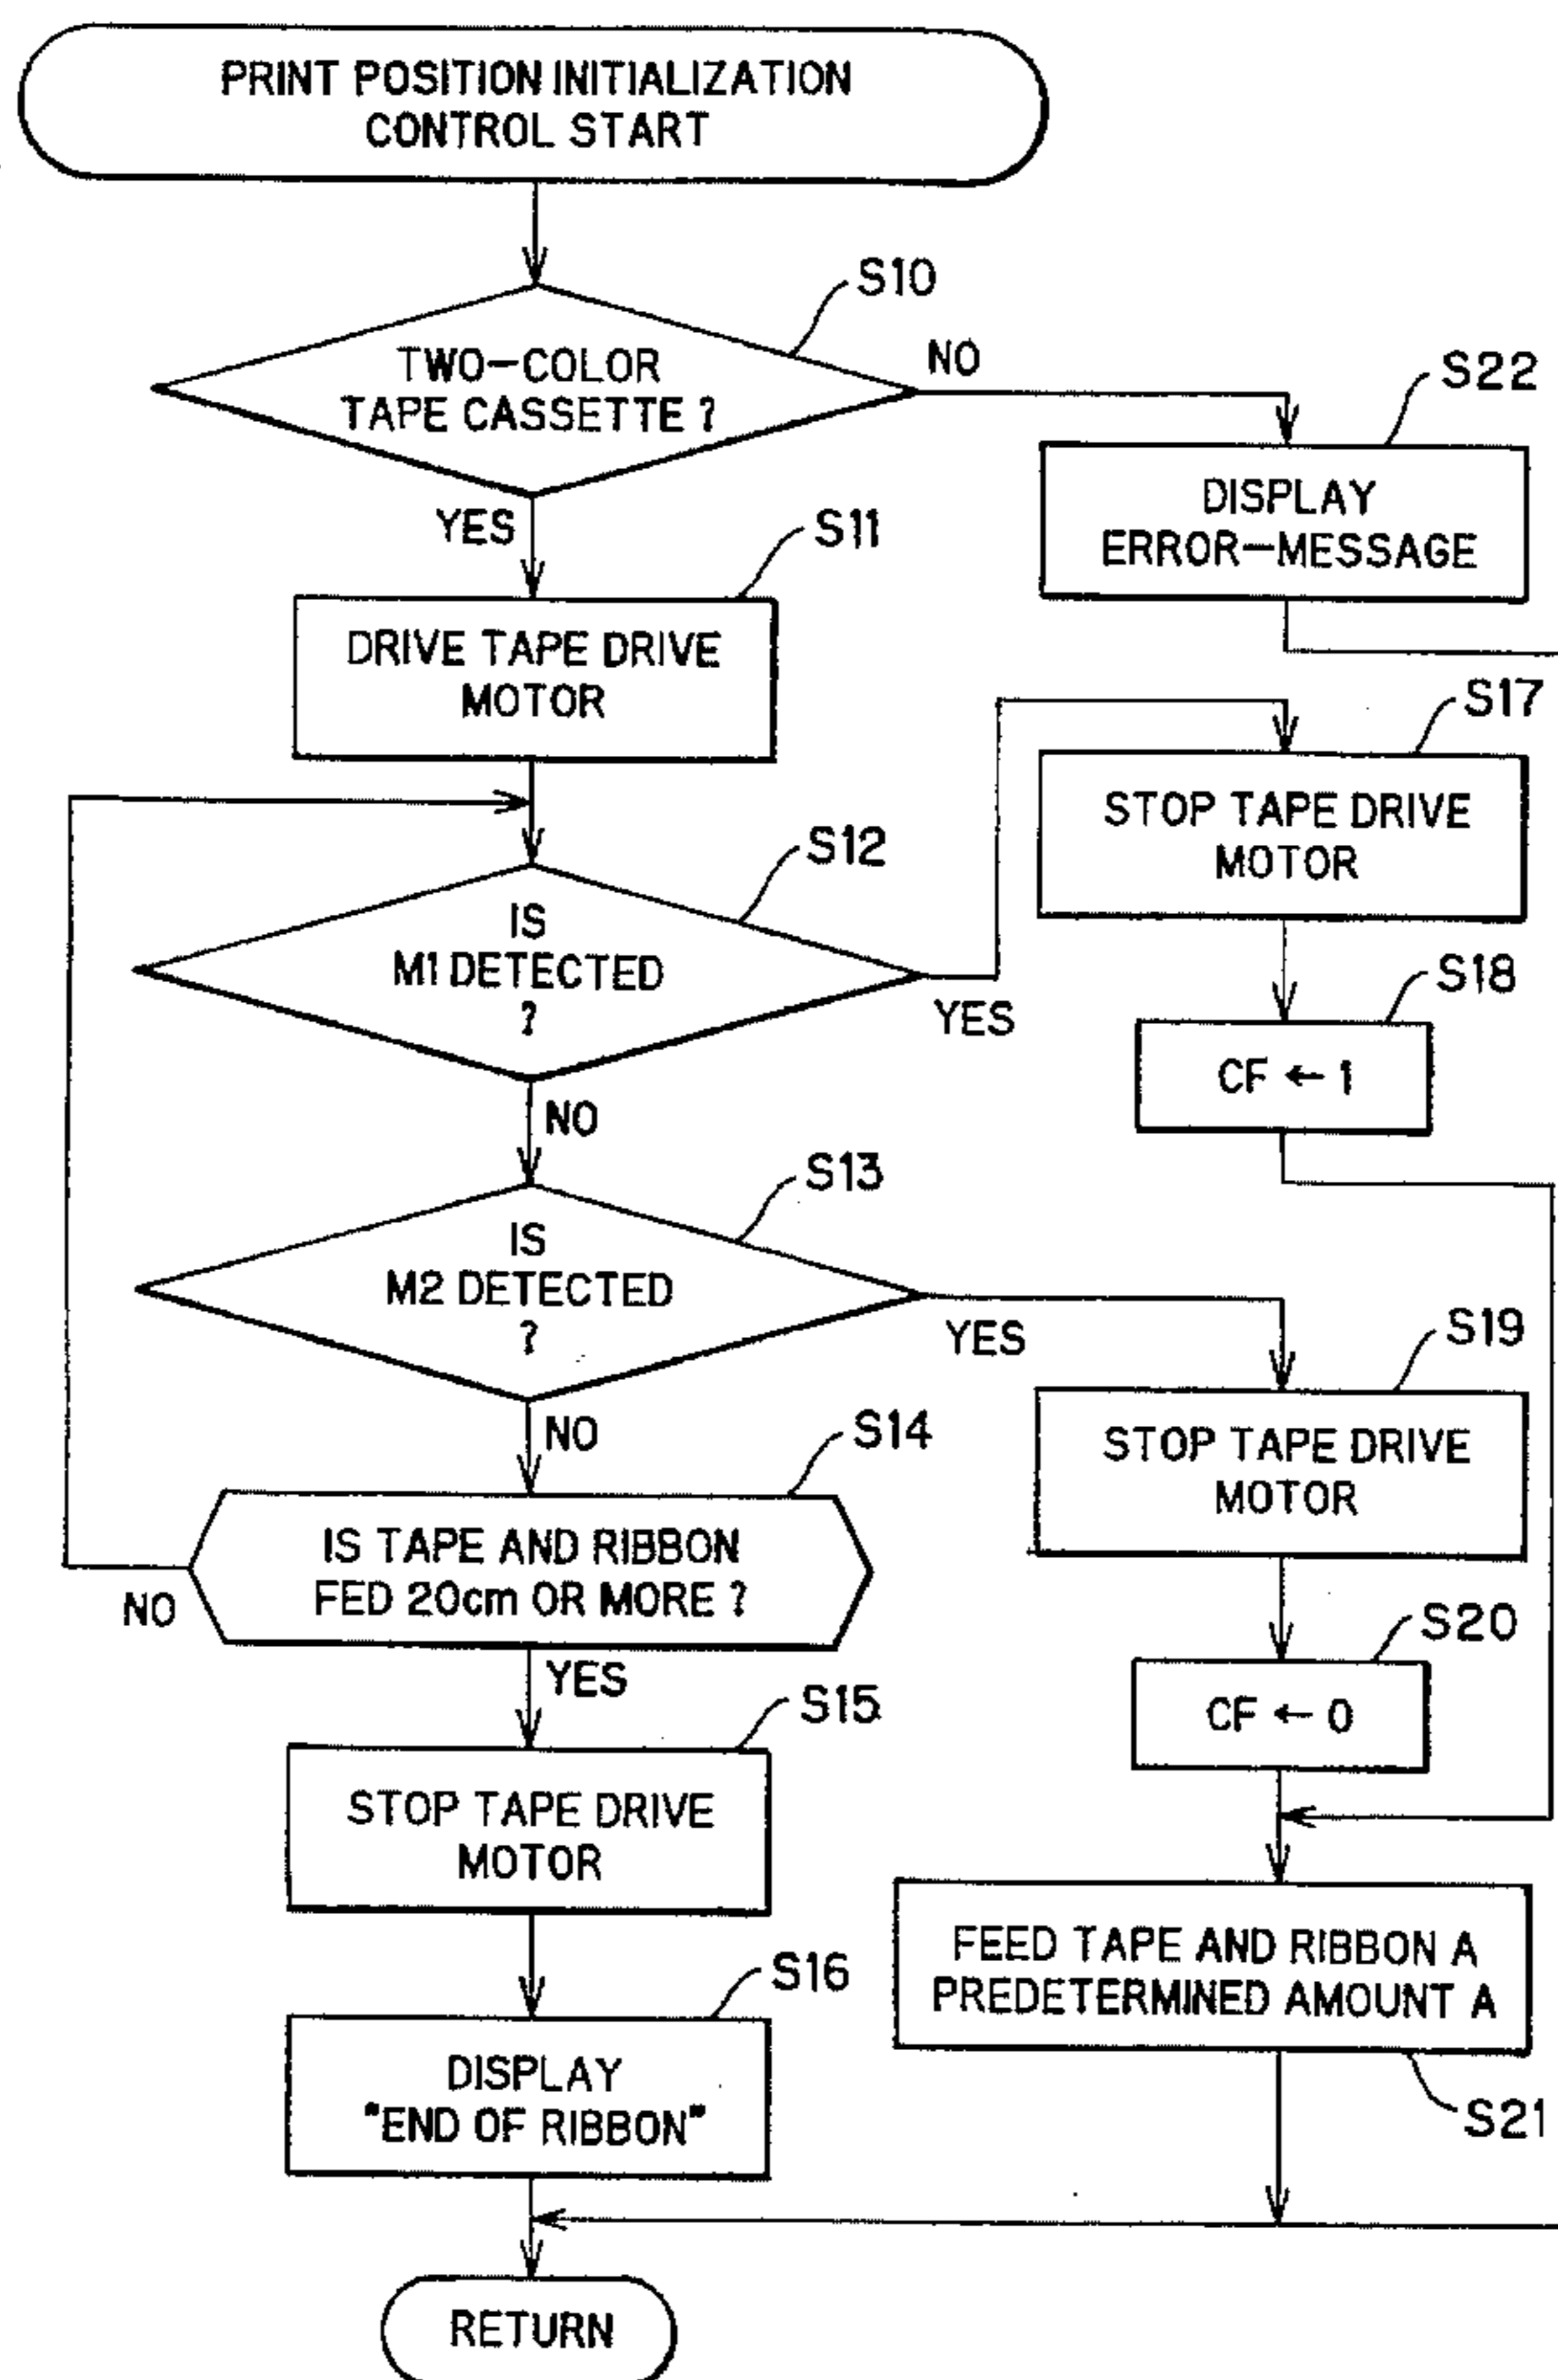 PRINT POSITION INITIALIZATION
CONTROL START
S10
TWO-COLOR
TAPE CASSETTE ?
NO
YES
S22
DISPLAY
ERROR-MESSAGE
S11
DRIVE TAPE DRIVE
MOTOR
S17
STOP TAPE DRIVE
MOTOR
S12
IS
M1 DETECTED
?
YES
NO
S18
CF ← 1
S13
IS
M2 DETECTED
?
YES
NO
S19
STOP TAPE DRIVE
MOTOR
S14
IS TAPE AND RIBBON
FED 20cm OR MORE ?
NO
YES
S20
CF ← 0
S15
STOP TAPE DRIVE
MOTOR
S16
DISPLAY
"END OF RIBBON"
FEED TAPE AND RIBBON A
PREDETERMINED AMOUNT A
S21
RETURN